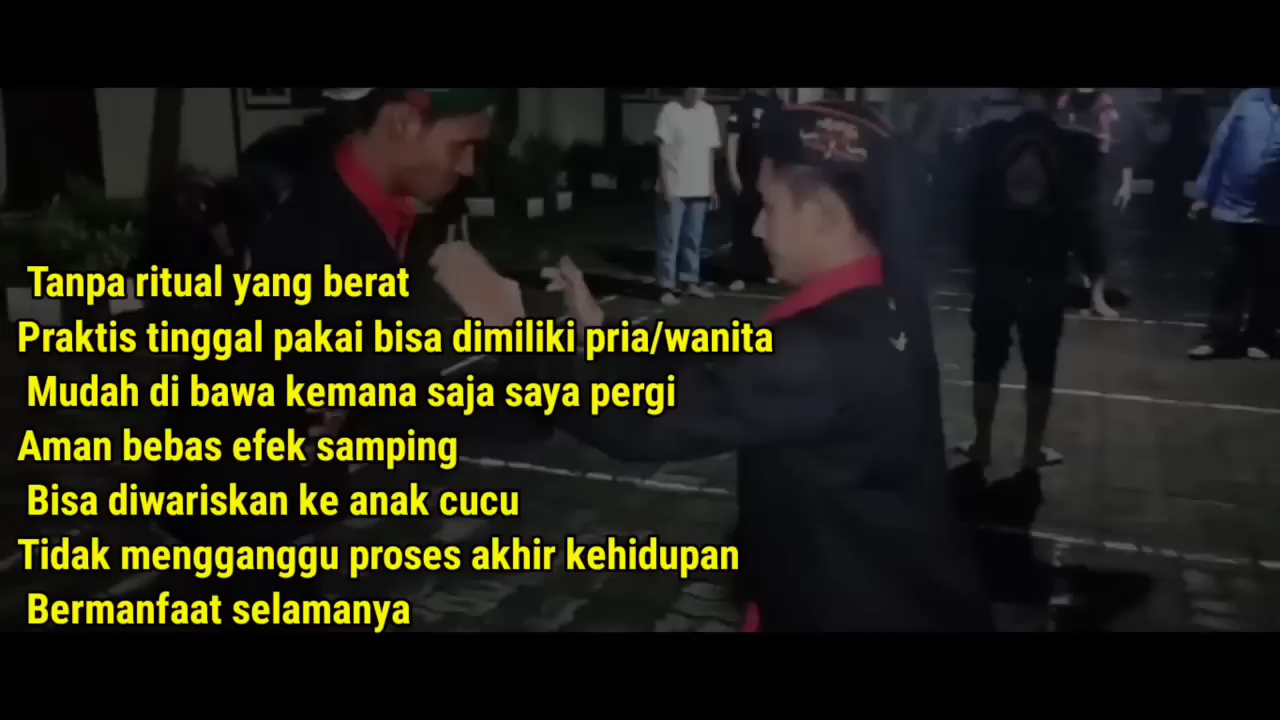 Tanpa ritual yang berat
Praktis tinggal pakai bisa dimiliki pria/wanita
Mudah di bawa kemana saja saya pergi
Aman bebas efek samping
Bisa diwariskan ke anak cucu
Tidak mengganggu proses akhir kehidupan
Bermanfaat selamanya